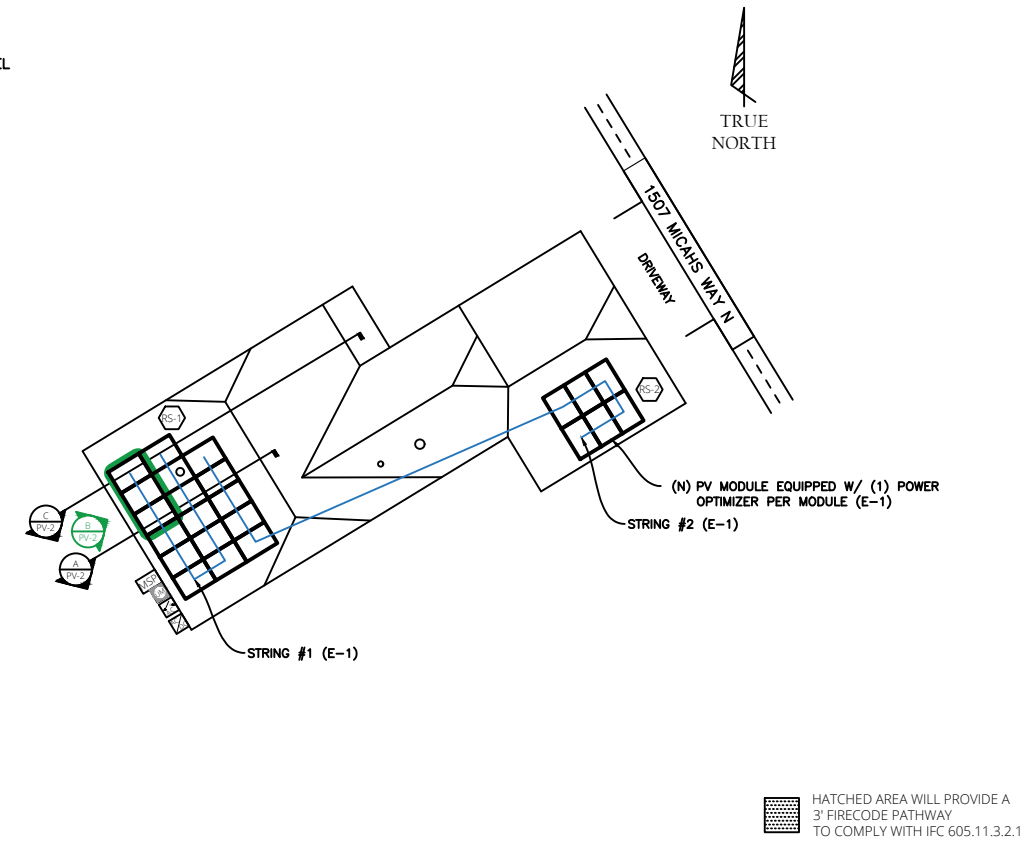 EL
TRUE
NORTH
1507 MICAHS WAY N
DRIVEWAY
RS-1
RS-2
C
PV-2
B
PV-2
A
PV-2
MSP
(N) PV MODULE EQUIPPED W/ (1) POWER
OPTIMIZER PER MODULE (E-1)
STRING #2 (E-1)
STRING #1 (E-1)
HATCHED AREA WILL PROVIDE A
3' FIRECODE PATHWAY
TO COMPLY WITH IFC 605.11.3.2.1